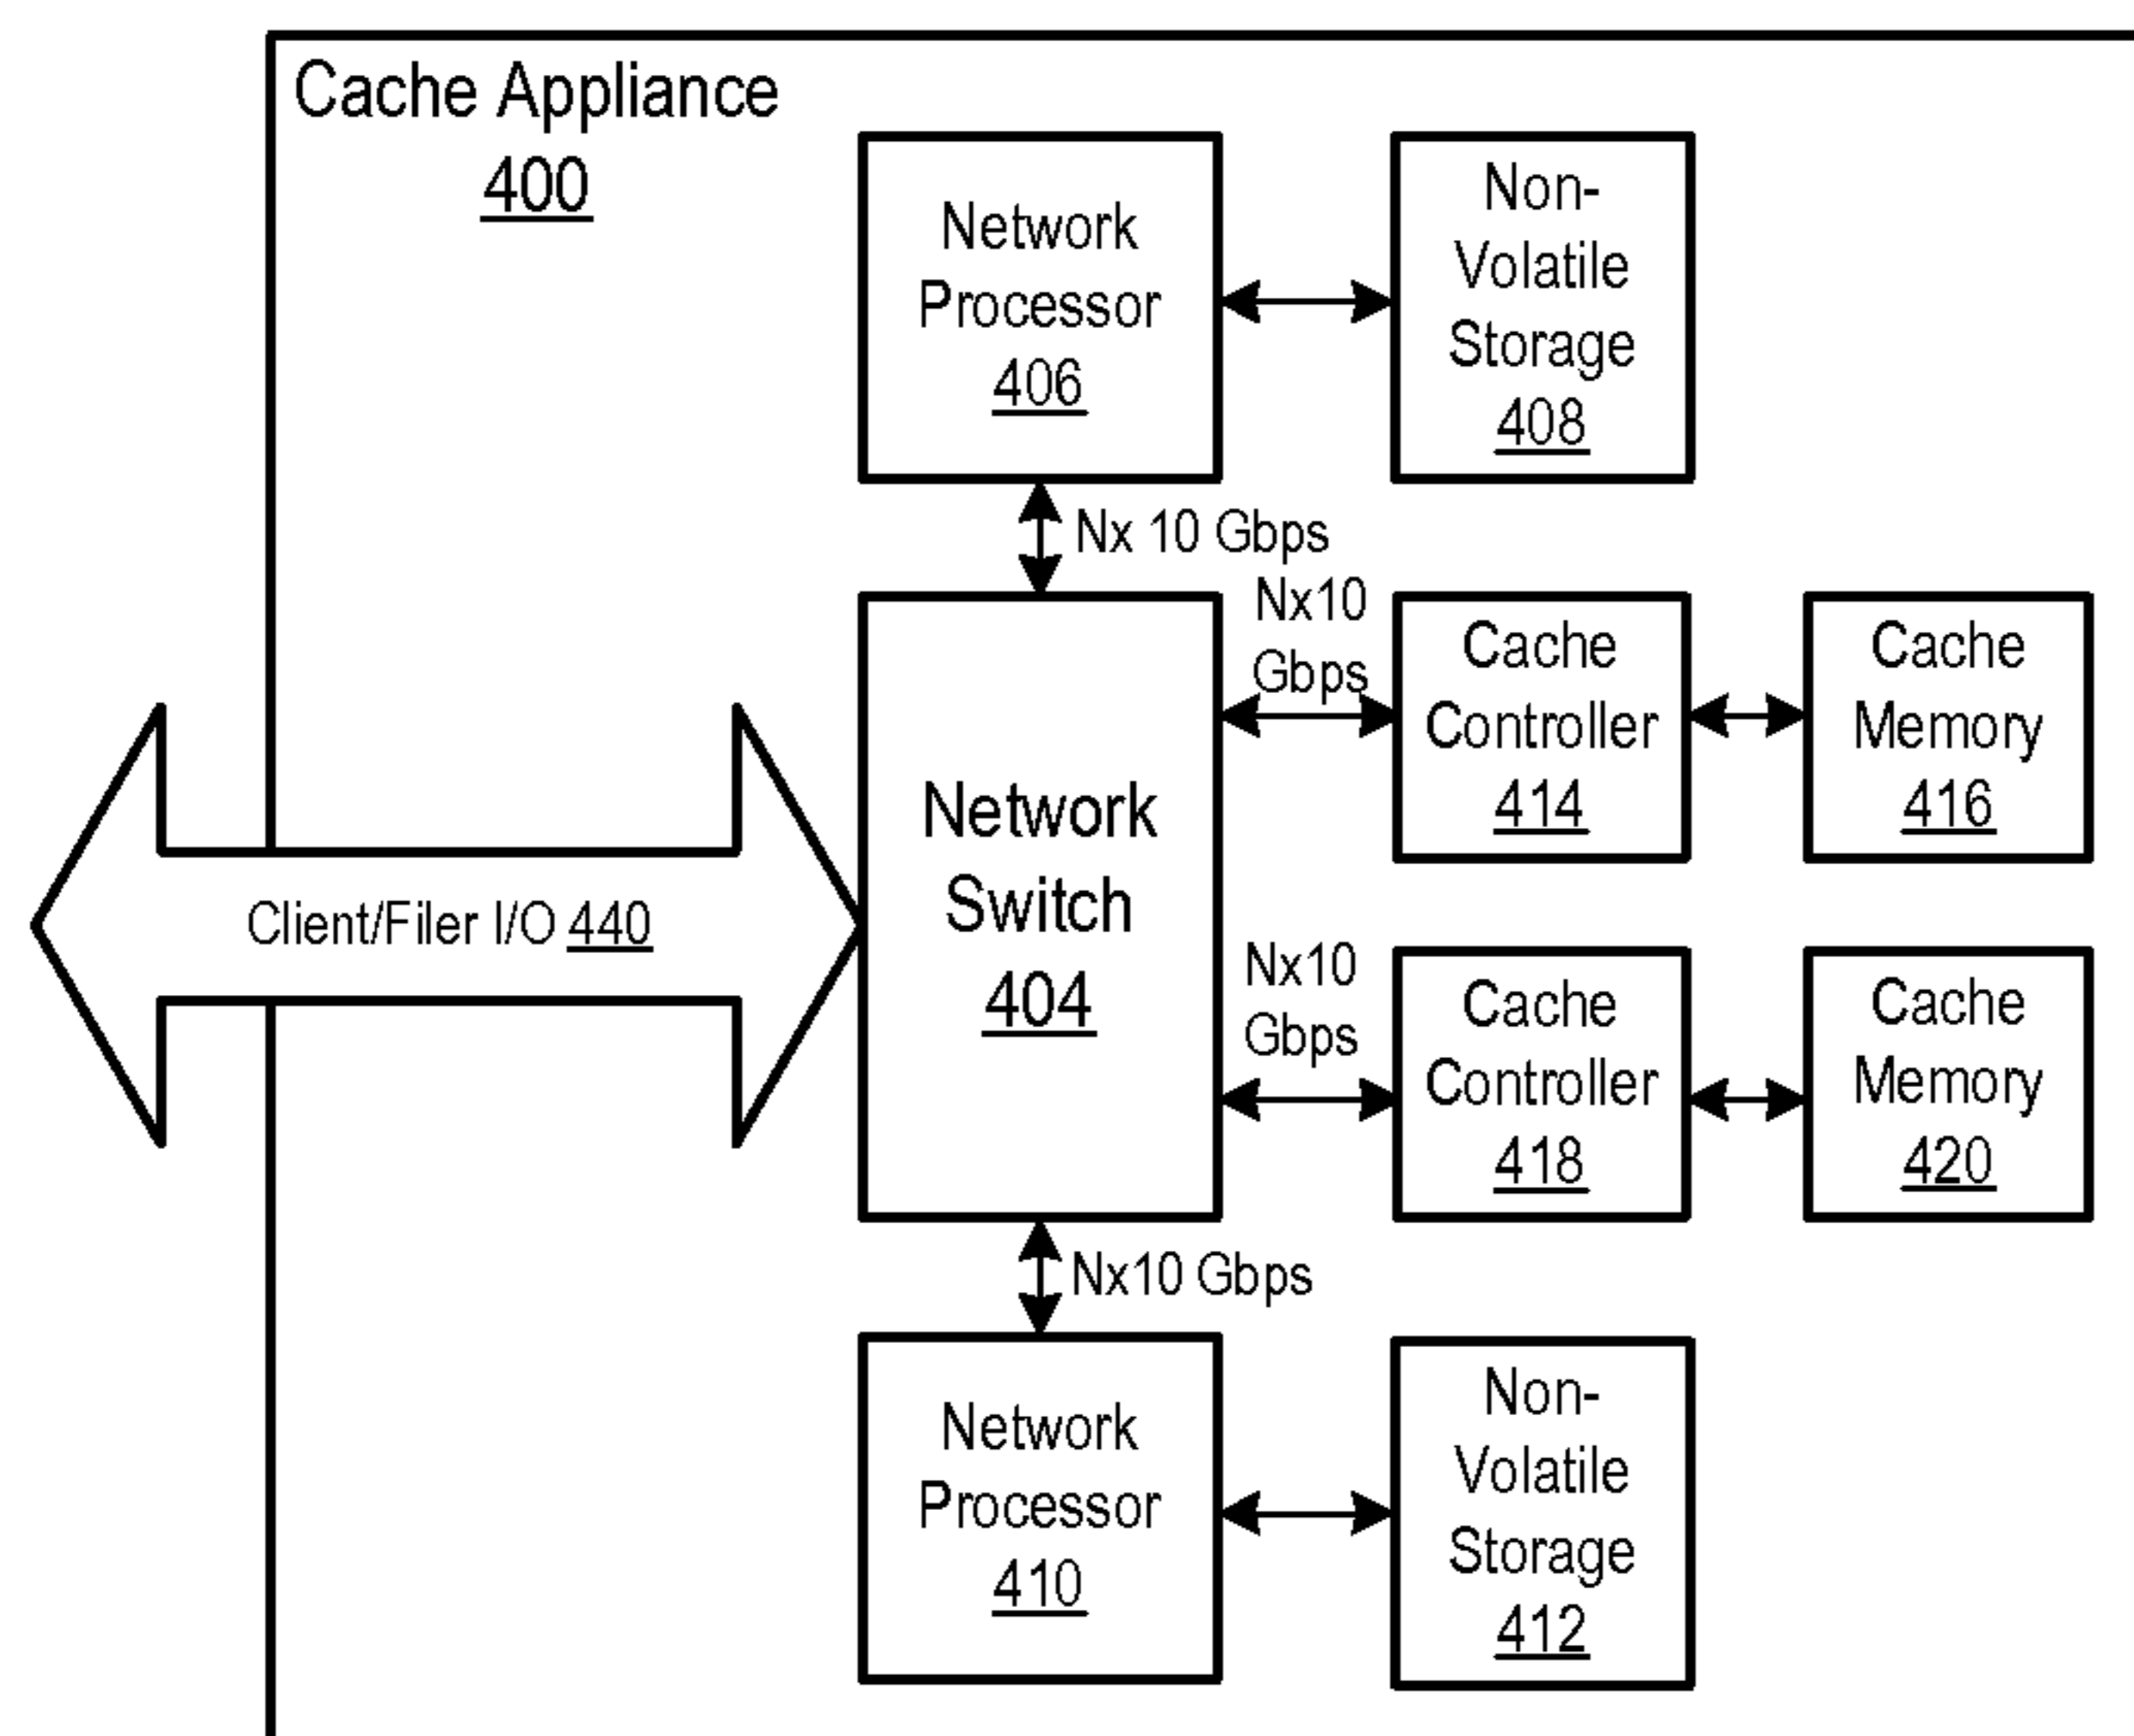 Cache Appliance
400
Network
Processor
406
Non-
Volatile
Storage
408
Nx 10 Gbps
Nx10
Gbps
Cache
Controller
414
Cache
Memory
416
Network
Switch
404
Client/Filer I/O 440
Nx10
Gbps
Cache
Controller
418
Cache
Memory
420
Nx10 Gbps
Network
Processor
410
Non-
Volatile
Storage
412